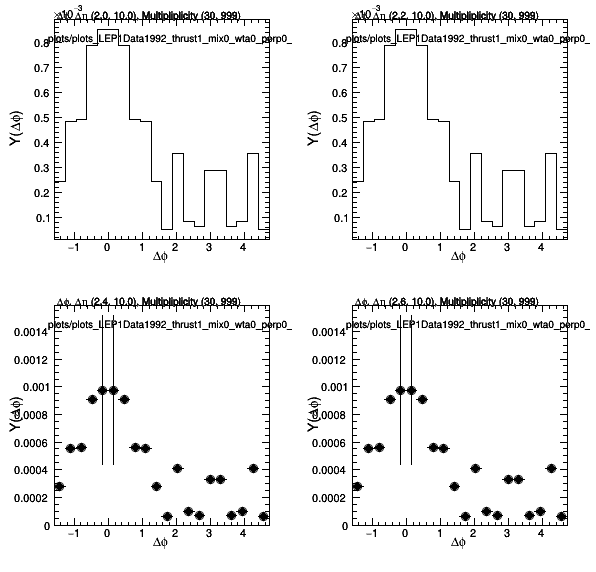 ×10⁻³ Δφ, Δη (2.0, 10.0), Multipliplicity (30, 999)
plots/plots_LEP1Data1992_thrust1_mix0_wta0_perp0_
Y(Δφ)
0.8
0.7
0.6
0.5
0.4
0.3
0.2
0.1
−1 0 1 2 3 4
Δφ
×10⁻³ Δφ, Δη (2.2, 10.0), Multipliplicity (30, 999)
plots/plots_LEP1Data1992_thrust1_mix0_wta0_perp0_
Y(Δφ)
0.8
0.7
0.6
0.5
0.4
0.3
0.2
0.1
−1 0 1 2 3 4
Δφ
Δφ, Δη (2.4, 10.0), Multipliplicity (30, 999)
plots/plots_LEP1Data1992_thrust1_mix0_wta0_perp0_
Y(Δφ)
0.0014
0.0012
0.001
0.0008
0.0006
0.0004
0.0002
0
−1 0 1 2 3 4
Δφ
Δφ, Δη (2.6, 10.0), Multipliplicity (30, 999)
plots/plots_LEP1Data1992_thrust1_mix0_wta0_perp0_
Y(Δφ)
0.0014
0.0012
0.001
0.0008
0.0006
0.0004
0.0002
0
−1 0 1 2 3 4
Δφ